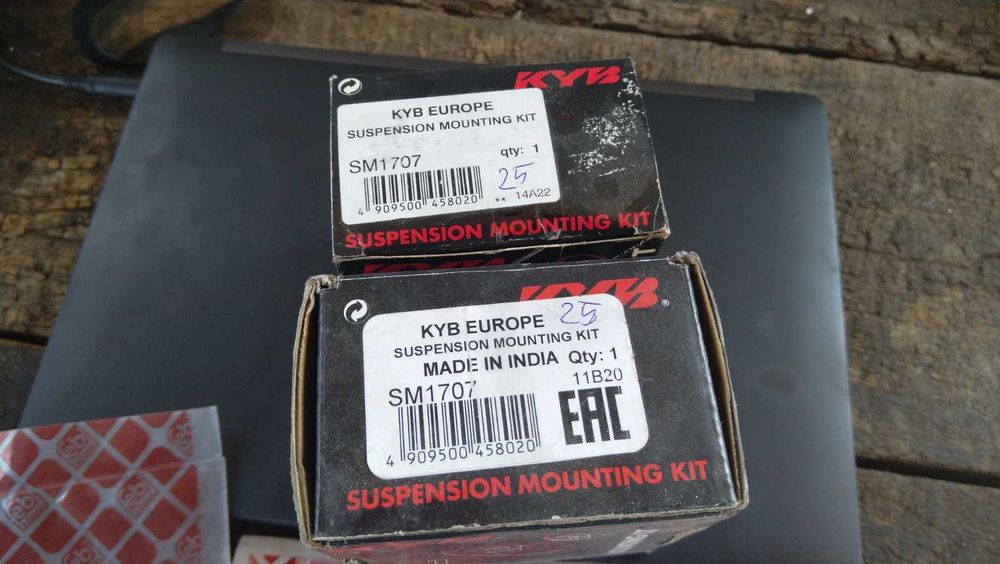 KYB
KYB EUROPE
SUSPENSION MOUNTING KIT
SM1707 qty: 1
25
4 909500 458020 ** 14A22
SUSPENSION MOUNTING KIT
KYB
KYB®
KYB EUROPE 25
SUSPENSION MOUNTING KIT
MADE IN INDIA Qty: 1
SM1707 11B20
EAC
4 909500 458020
SUSPENSION MOUNTING KIT
febi